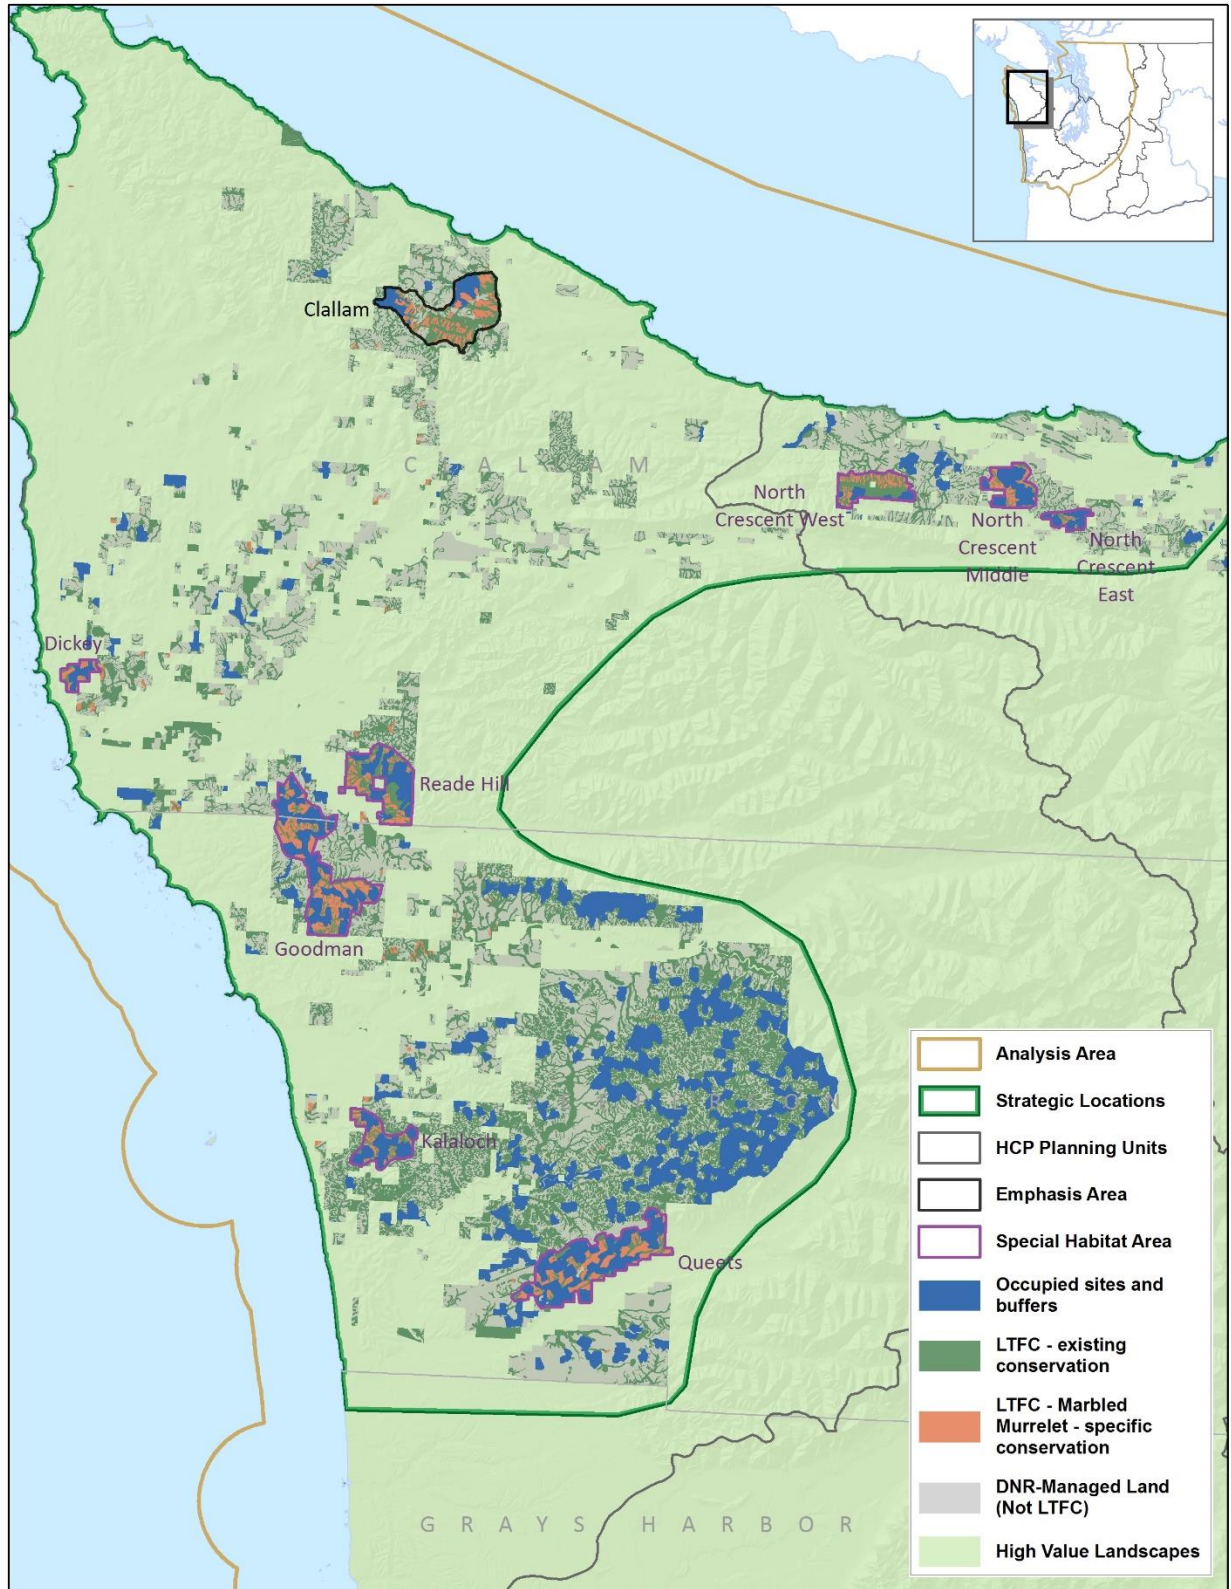 Clallam
C L A L L A M
North
Crescent West
North
Crescent
Middle
North
Crescent
East
Dickey
Reade Hill
Goodman
Kalaloch
Queets
G R A Y S H A R B O R
Analysis Area
Strategic Locations
HCP Planning Units
Emphasis Area
Special Habitat Area
Occupied sites and
buffers
LTFC - existing
conservation
LTFC - Marbled
Murrelet - specific
conservation
DNR-Managed Land
(Not LTFC)
High Value Landscapes